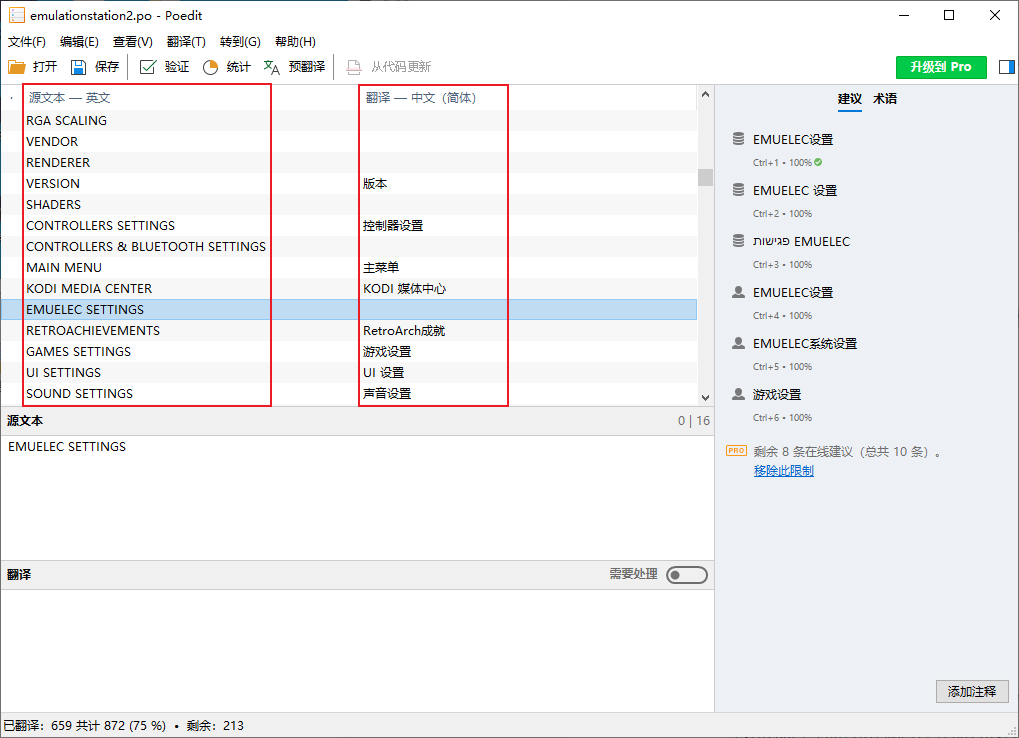 emulationstation2.po - Poedit
文件(F) 编辑(E) 查看(V) 翻译(T) 转到(G) 帮助(H)
打开 保存 验证 统计 预翻译 从代码更新 升级到 Pro
源文本 — 英文 翻译 — 中文（简体）
RGA SCALING
VENDOR
RENDERER
VERSION 版本
SHADERS
CONTROLLERS SETTINGS 控制器设置
CONTROLLERS & BLUETOOTH SETTINGS
MAIN MENU 主菜单
KODI MEDIA CENTER KODI 媒体中心
EMUELEC SETTINGS
RETROACHIEVEMENTS RetroArch成就
GAMES SETTINGS 游戏设置
UI SETTINGS UI 设置
SOUND SETTINGS 声音设置
源文本 0 | 16
EMUELEC SETTINGS
翻译 需要处理
建议 术语
EMUELEC设置
Ctrl+1 • 100%
EMUELEC 设置
Ctrl+2 • 100%
פגישות EMUELEC
Ctrl+3 • 100%
EMUELEC设置
Ctrl+4 • 100%
EMUELEC系统设置
Ctrl+5 • 100%
游戏设置
Ctrl+6 • 100%
PRO 剩余 8 条在线建议（总共 10 条）。
移除此限制
添加注释
已翻译：659 共计 872 (75 %) • 剩余：213